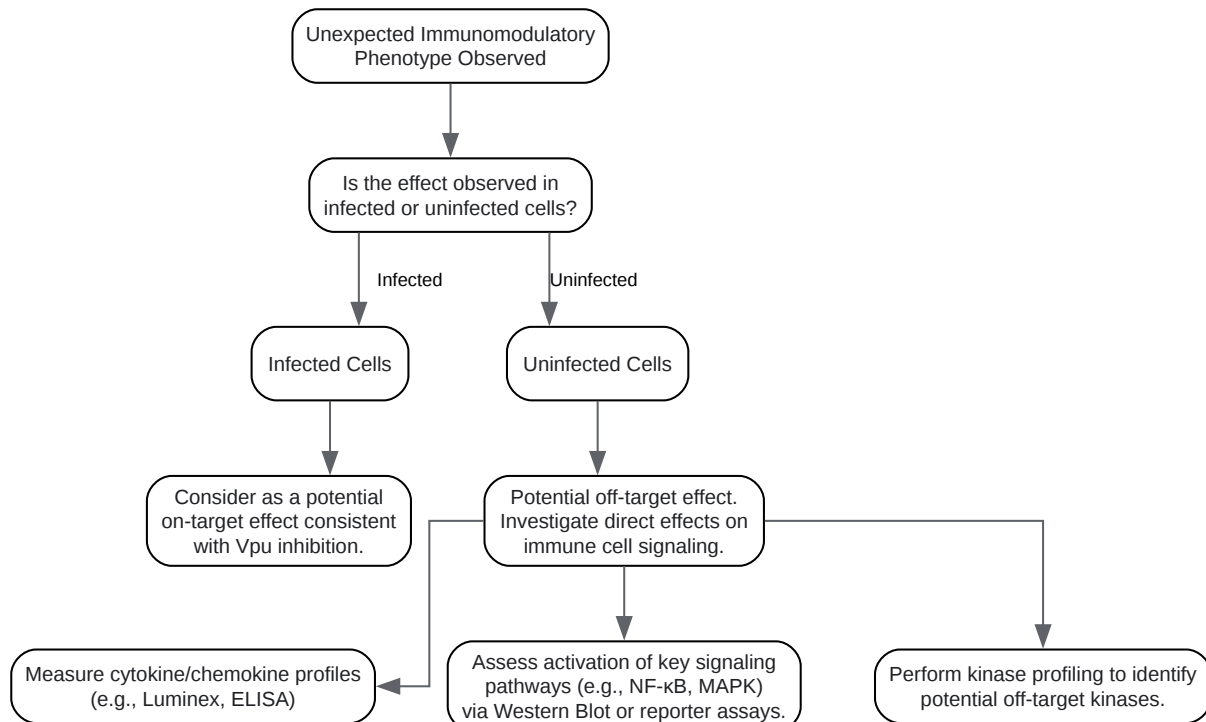 Unexpected Immunomodulatory
Phenotype Observed
Is the effect observed in
infected or uninfected cells?
Infected
Uninfected
Infected Cells
Uninfected Cells
Consider as a potential
on-target effect consistent
with Vpu inhibition.
Potential off-target effect.
Investigate direct effects on
immune cell signaling.
Measure cytokine/chemokine profiles
(e.g., Luminex, ELISA)
Assess activation of key signaling
pathways (e.g., NF-κB, MAPK)
via Western Blot or reporter assays.
Perform kinase profiling to identify
potential off-target kinases.